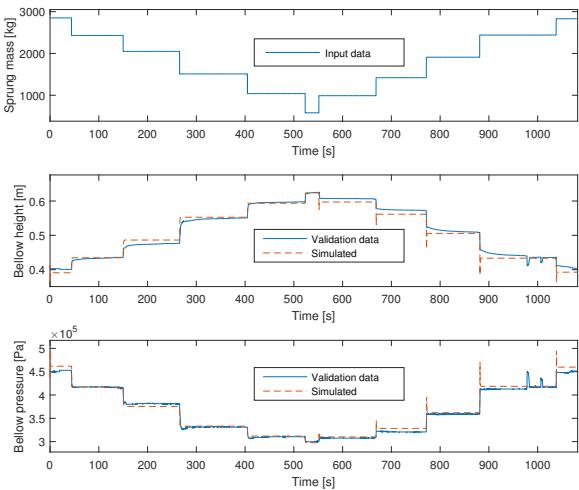 3000
2000
1000
Sprung mass [kg]
Input data
0 100 200 300 400 500 600 700 800 900 1000
Time [s]
0.6
0.5
0.4
Bellow height [m]
Validation data
Simulated
0 100 200 300 400 500 600 700 800 900 1000
Time [s]
×10⁵
5
4.5
4
3.5
3
Bellow pressure [Pa]
Validation data
Simulated
0 100 200 300 400 500 600 700 800 900 1000
Time [s]